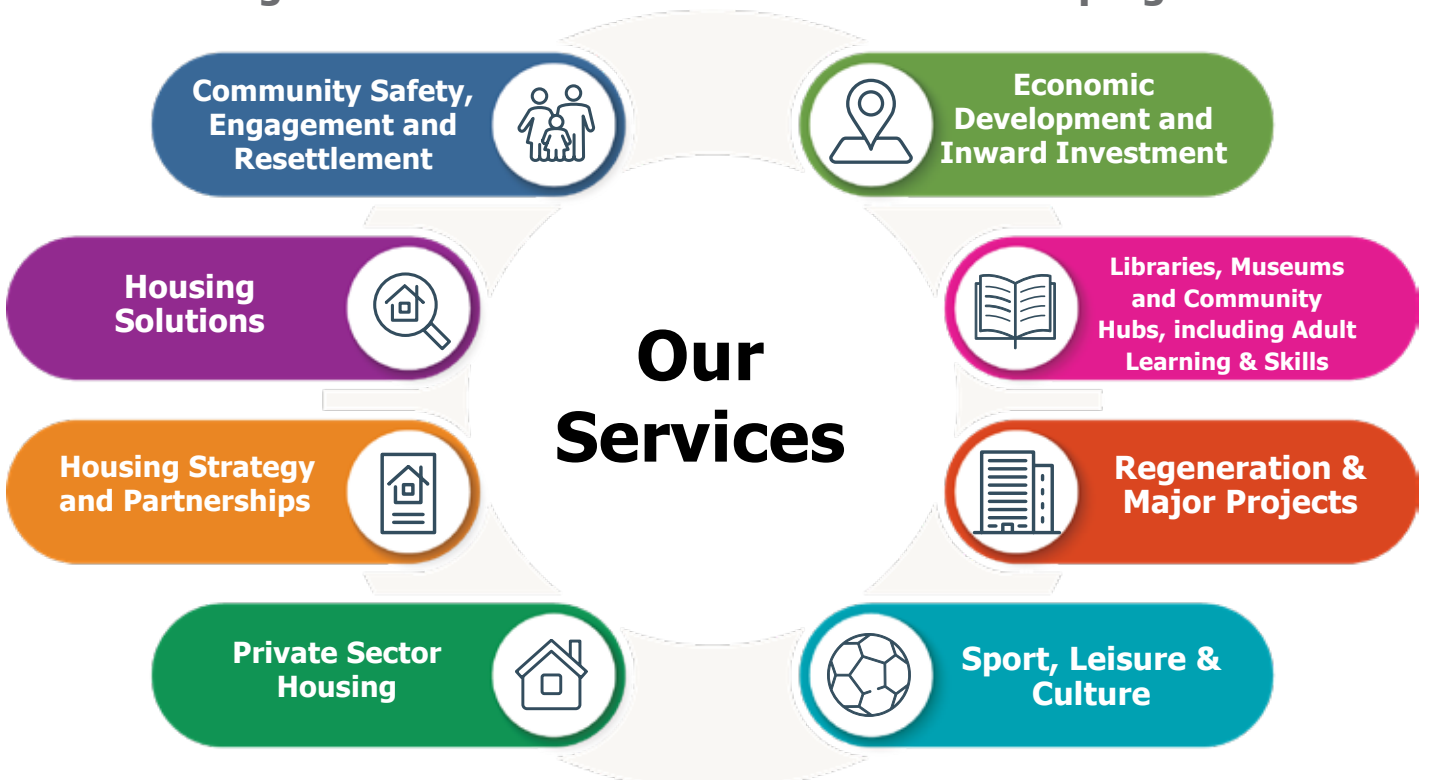 Community Safety,
Engagement and
Resettlement
Economic
Development and
Inward Investment
Housing
Solutions
Libraries, Museums
and Community
Hubs, including Adult
Learning & Skills
Our
Services
Housing Strategy
and Partnerships
Regeneration &
Major Projects
Private Sector
Housing
Sport, Leisure &
Culture